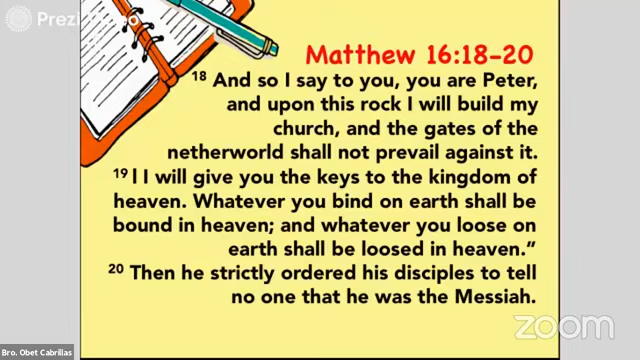 Prezi Video
Matthew 16:18-20
18 And so I say to you, you are Peter,
and upon this rock I will build my
church, and the gates of the
netherworld shall not prevail against it.
19 l I will give you the keys to the kingdom of
heaven. Whatever you bind on earth shall be
bound in heaven; and whatever you loose on
earth shall be loosed in heaven.”
20 Then he strictly ordered his disciples to tell
no one that he was the Messiah.
zoom
Bro. Obet Cabrillas